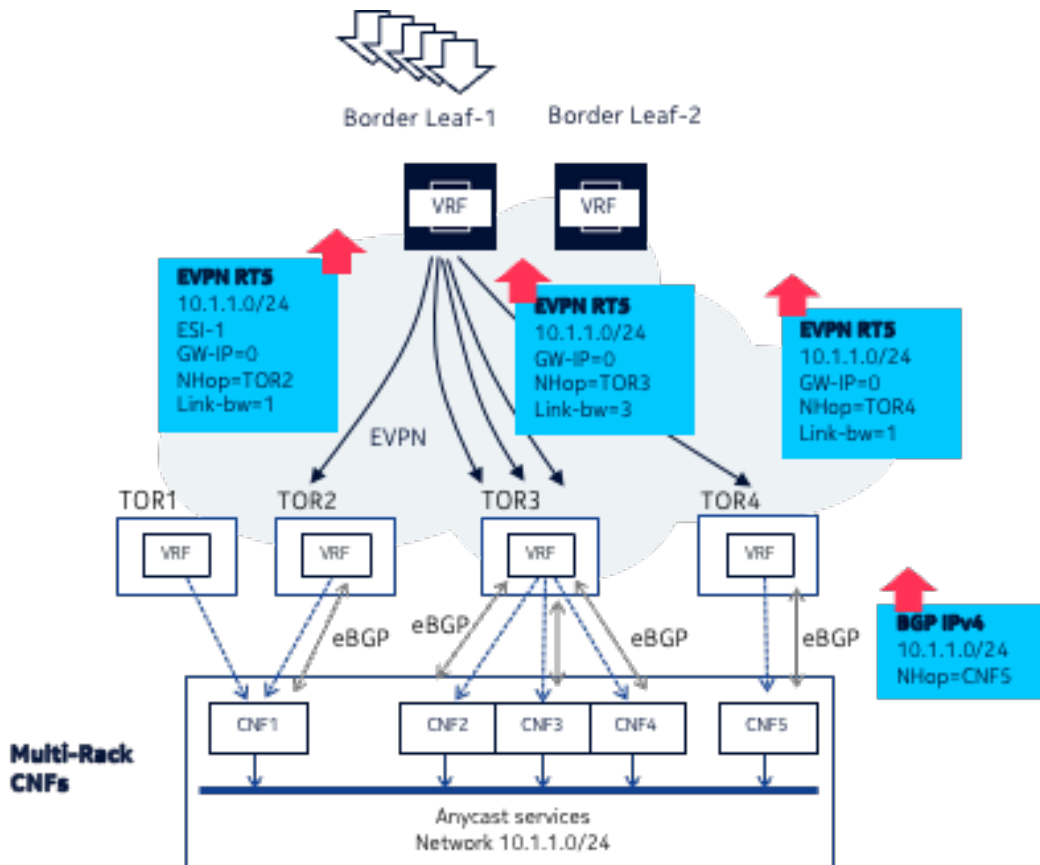 Border Leaf-1
Border Leaf-2
VRF
VRF
EVPN RT5
10.1.1.0/24
ESI-1
GW-IP=0
NHop=TOR2
Link-bw=1
EVPN RT5
10.1.1.0/24
GW-IP=0
NHop=TOR3
Link-bw=3
EVPN RT5
10.1.1.0/24
GW-IP=0
NHop=TOR4
Link-bw=1
EVPN
TOR1
TOR2
TOR3
TOR4
VRF
VRF
VRF
VRF
eBGP
eBGP
eBGP
eBGP
BGP IPv4
10.1.1.0/24
NHop=CNF5
CNF1
CNF2
CNF3
CNF4
CNF5
Multi-Rack
CNFs
Anycast services
Network 10.1.1.0/24